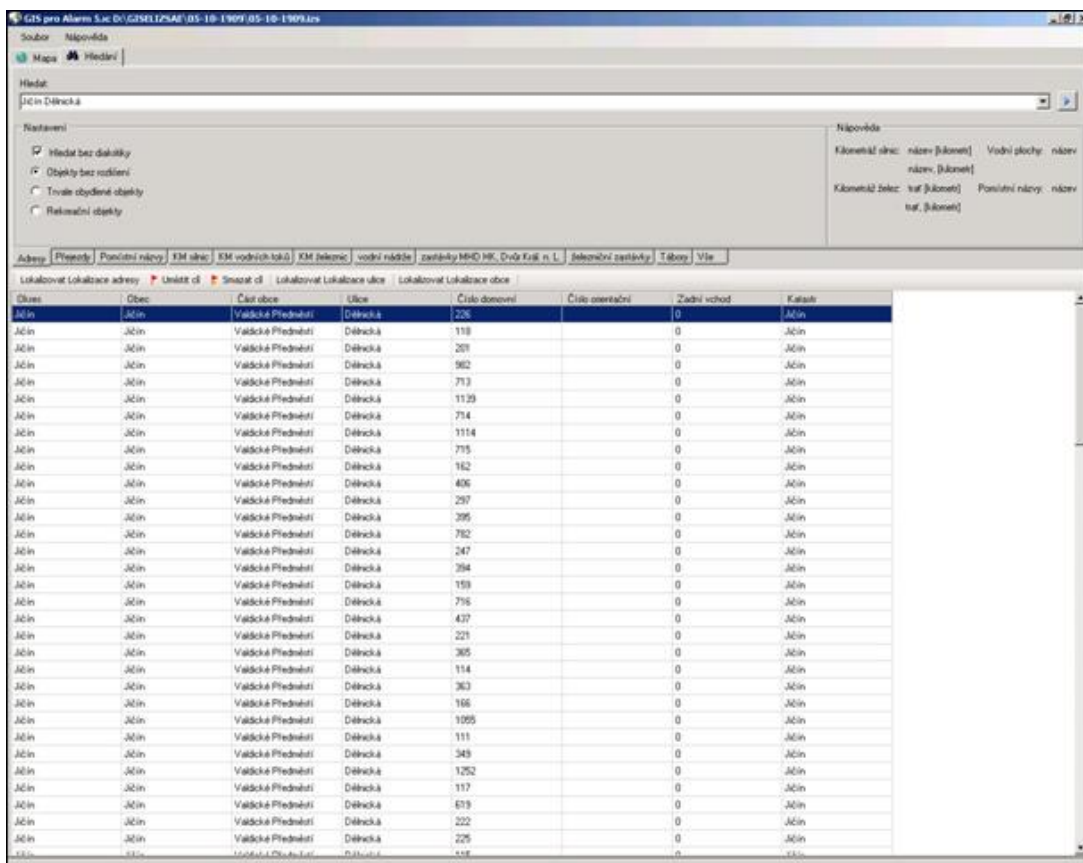 GIS pro Alarm S.ic D:\GISELIZSAE\05-10-1909\05-10-1909.izs
Soubor Nápověda
Mapa Hledání
Hledat:
Jičín Dělnická
Nastavení Nápověda
Hledat bez diakritiky Kilometráž silnic: název [kilometr] Vodní plochy: název
Objekty bez rozlišení název, [kilometr]
Trvale obydlené objekty Kilometráž želez: trať [kilometr] Pomístní názvy: název
Rekreační objekty trať, [kilometr]
Adresy Přejezdy Pomístní názvy KM silnic KM vodních toků KM železnic vodní nádrže zastávky MHD HK, Dvůr Král. n. L. železniční zastávky Tábory Vše
Lokalizovat Lokalizace adresy Umístit cíl Smazat cíl Lokalizovat Lokalizace ulice Lokalizovat Lokalizace obce
Okres Obec Část obce Ulice Číslo domovní Číslo orientační Zadní vchod Katastr
Jičín Jičín Valdické Předměstí Dělnická 226 0 Jičín
Jičín Jičín Valdické Předměstí Dělnická 118 0 Jičín
Jičín Jičín Valdické Předměstí Dělnická 201 0 Jičín
Jičín Jičín Valdické Předměstí Dělnická 982 0 Jičín
Jičín Jičín Valdické Předměstí Dělnická 713 0 Jičín
Jičín Jičín Valdické Předměstí Dělnická 1139 0 Jičín
Jičín Jičín Valdické Předměstí Dělnická 714 0 Jičín
Jičín Jičín Valdické Předměstí Dělnická 1114 0 Jičín
Jičín Jičín Valdické Předměstí Dělnická 715 0 Jičín
Jičín Jičín Valdické Předměstí Dělnická 162 0 Jičín
Jičín Jičín Valdické Předměstí Dělnická 406 0 Jičín
Jičín Jičín Valdické Předměstí Dělnická 297 0 Jičín
Jičín Jičín Valdické Předměstí Dělnická 395 0 Jičín
Jičín Jičín Valdické Předměstí Dělnická 782 0 Jičín
Jičín Jičín Valdické Předměstí Dělnická 247 0 Jičín
Jičín Jičín Valdické Předměstí Dělnická 394 0 Jičín
Jičín Jičín Valdické Předměstí Dělnická 159 0 Jičín
Jičín Jičín Valdické Předměstí Dělnická 716 0 Jičín
Jičín Jičín Valdické Předměstí Dělnická 437 0 Jičín
Jičín Jičín Valdické Předměstí Dělnická 221 0 Jičín
Jičín Jičín Valdické Předměstí Dělnická 365 0 Jičín
Jičín Jičín Valdické Předměstí Dělnická 114 0 Jičín
Jičín Jičín Valdické Předměstí Dělnická 363 0 Jičín
Jičín Jičín Valdické Předměstí Dělnická 166 0 Jičín
Jičín Jičín Valdické Předměstí Dělnická 1095 0 Jičín
Jičín Jičín Valdické Předměstí Dělnická 111 0 Jičín
Jičín Jičín Valdické Předměstí Dělnická 349 0 Jičín
Jičín Jičín Valdické Předměstí Dělnická 1252 0 Jičín
Jičín Jičín Valdické Předměstí Dělnická 117 0 Jičín
Jičín Jičín Valdické Předměstí Dělnická 619 0 Jičín
Jičín Jičín Valdické Předměstí Dělnická 222 0 Jičín
Jičín Jičín Valdické Předměstí Dělnická 225 0 Jičín